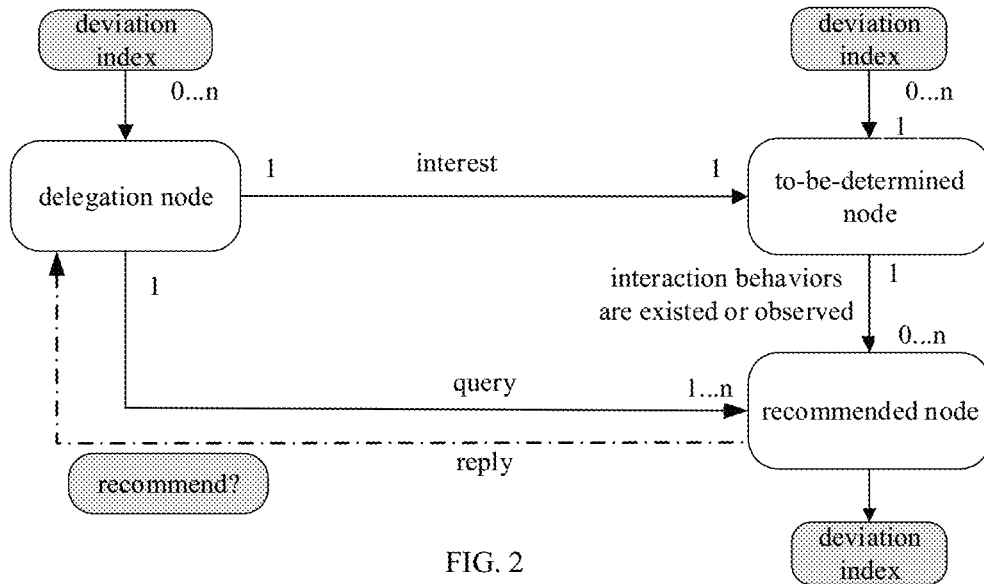 deviation
index
deviation
index
0...n
0...n
1
1
interest
1
delegation node
to-be-determined
node
1
interaction behaviors
are existed or observed
1
0...n
query
1...n
recommended node
reply
recommend?
deviation
index
FIG. 2